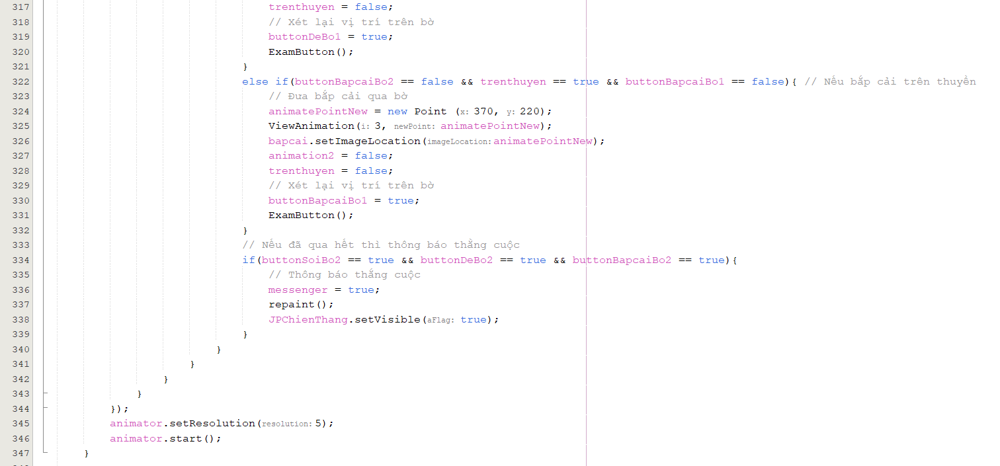 317 trenthuyen = false;
318 // Xét lại vị trí trên bờ
319 buttonDeBo1 = true;
320 ExamButton();
321 }
322 else if(buttonBapcaiBo2 == false && trenthuyen == true && buttonBapcaiBo1 == false){ // Nếu bắp cải trên thuyền
323 // Đưa bắp cải qua bờ
324 animatePointNew = new Point (x: 370, y: 220);
325 ViewAnimation(i: 3, newPoint: animatePointNew);
326 bapcai.setImageLocation(imageLocation: animatePointNew);
327 animation2 = false;
328 trenthuyen = false;
329 // Xét lại vị trí trên bờ
330 buttonBapcaiBo1 = true;
331 ExamButton();
332 }
333 // Nếu đã qua hết thì thông báo thằng cuộc
334 if(buttonSoiBo2 == true && buttonDeBo2 == true && buttonBapcaiBo2 == true){
335 // Thông báo thắng cuộc
336 messenger = true;
337 repaint();
338 JPChienThang.setVisible(aFlag: true);
339 }
340 }
341 }
342 }
343 }
344 });
345 animator.setResolution(resolution: 5);
346 animator.start();
347 }